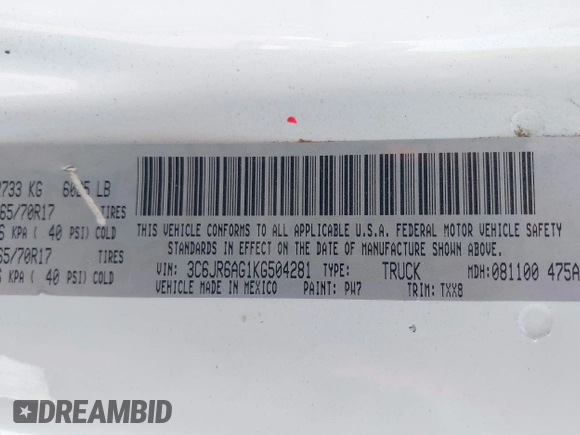 2733 KG 6025 LB
65/70R17 TIRES
KPA ( 40 PSI) COLD
65/70R17 TIRES
KPA ( 40 PSI) COLD
THIS VEHICLE CONFORMS TO ALL APPLICABLE U.S.A. FEDERAL MOTOR VEHICLE SAFETY
STANDARDS IN EFFECT ON THE DATE OF MANUFACTURE SHOWN ABOVE.
VIN: 3C6JR6AG1KG504281 TYPE: TRUCK MDH: 081100 475A
VEHICLE MADE IN MEXICO PAINT: PW7 TRIM: TXX8
DREAMBID